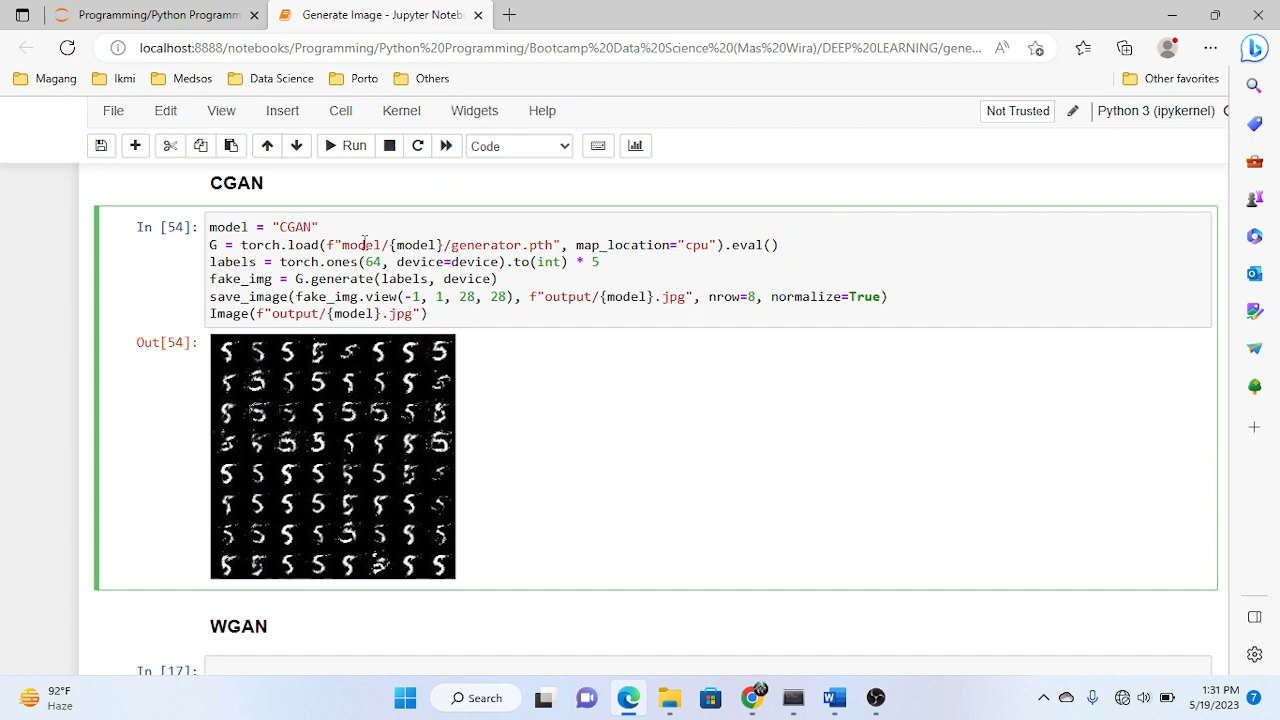 Programming/Python Programm
Generate Image - Jupyter Notebo
localhost:8888/notebooks/Programming/Python%20Programming/Bootcamp%20Data%20Science%20(Mas%20Wira)/DEEP%20LEARNING/gene...
Magang
Ikmi
Medsos
Data Science
Porto
Others
Other favorites
File
Edit
View
Insert
Cell
Kernel
Widgets
Help
Not Trusted
Python 3 (ipykernel)
Run
Code
CGAN
In [54]:
model = "CGAN"
G = torch.load(f"model/{model}/generator.pth", map_location="cpu").eval()
labels = torch.ones(64, device=device).to(int) * 5
fake_img = G.generate(labels, device)
save_image(fake_img.view(-1, 1, 28, 28), f"output/{model}.jpg", nrow=8, normalize=True)
Image(f"output/{model}.jpg")
Out[54]:
WGAN
In [17]:
92°F
Haze
Search
1:31 PM
5/19/2023
7